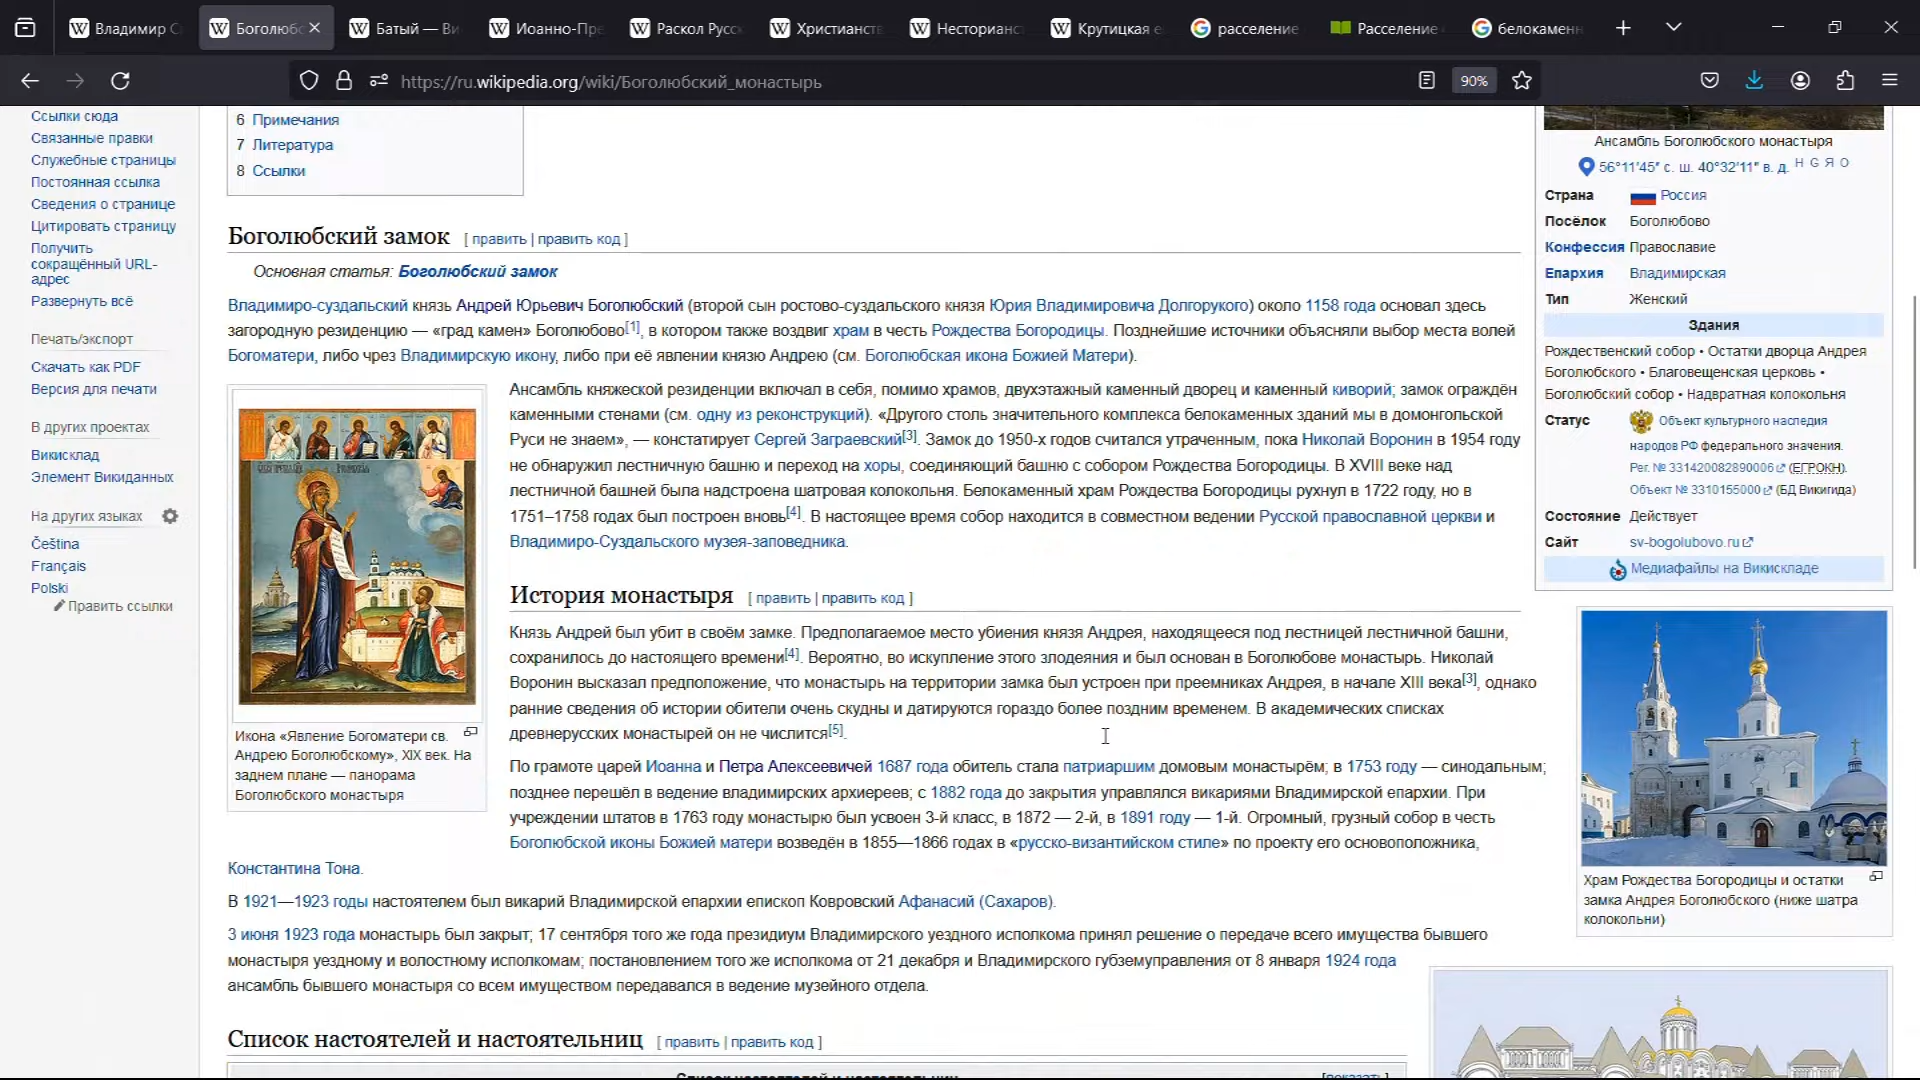 Владимир С
Боголюбс
Батый — Ви
Иоанно-Пре
Раскол Русск
Христианств
Несторианс
Крутицкая е
расселение
Расселение
белокаменн
https://ru.wikipedia.org/wiki/Боголюбский_монастырь
90%
Ссылки сюда
Связанные правки
Служебные страницы
Постоянная ссылка
Сведения о странице
Цитировать страницу
Получить
сокращённый URL-
адрес
Развернуть всё
Печать/экспорт
Скачать как PDF
Версия для печати
В других проектах
Викисклад
Элемент Викиданных
На других языках
Čeština
Français
Polski
Править ссылки
6 Примечания
7 Литература
8 Ссылки
Боголюбский замок [ править | править код ]
Основная статья: Боголюбский замок
Владимиро-суздальский князь Андрей Юрьевич Боголюбский (второй сын ростово-суздальского князя Юрия Владимировича Долгорукого) около 1158 года основал здесь
загородную резиденцию — «град камен» Боголюбово[1], в котором также воздвиг храм в честь Рождества Богородицы. Позднейшие источники объясняли выбор места волей
Богоматери, либо чрез Владимирскую икону, либо при её явлении князю Андрею (см. Боголюбская икона Божией Матери).
Ансамбль княжеской резиденции включал в себя, помимо храмов, двухэтажный каменный дворец и каменный киворий; замок ограждён
каменными стенами (см. одну из реконструкций). «Другого столь значительного комплекса белокаменных зданий мы в домонгольской
Руси не знаем», — констатирует Сергей Заграевский[3]. Замок до 1950-х годов считался утраченным, пока Николай Воронин в 1954 году
не обнаружил лестничную башню и переход на хоры, соединяющий башню с собором Рождества Богородицы. В XVIII веке над
лестничной башней была надстроена шатровая колокольня. Белокаменный храм Рождества Богородицы рухнул в 1722 году, но в
1751–1758 годах был построен вновь[4]. В настоящее время собор находится в совместном ведении Русской православной церкви и
Владимиро-Суздальского музея-заповедника.
Икона «Явление Богоматери св.
Андрею Боголюбскому», XIX век. На
заднем плане — панорама
Боголюбского монастыря
История монастыря [ править | править код ]
Князь Андрей был убит в своём замке. Предполагаемое место убиения князя Андрея, находящееся под лестницей лестничной башни,
сохранилось до настоящего времени[4]. Вероятно, во искупление этого злодеяния и был основан в Боголюбове монастырь. Николай
Воронин высказал предположение, что монастырь на территории замка был устроен при преемниках Андрея, в начале XIII века[3], однако
ранние сведения об истории обители очень скудны и датируются гораздо более поздним временем. В академических списках
древнерусских монастырей он не числится[5].
По грамоте царей Иоанна и Петра Алексеевичей 1687 года обитель стала патриаршим домовым монастырём; в 1753 году — синодальным;
позднее перешёл в ведение владимирских архиереев; с 1882 года до закрытия управлялся викариями Владимирской епархии. При
учреждении штатов в 1763 году монастырю был усвоен 3-й класс, в 1872 — 2-й, в 1891 году — 1-й. Огромный, грузный собор в честь
Боголюбской иконы Божией матери возведён в 1855—1866 годах в «русско-византийском стиле» по проекту его основоположника,
Константина Тона.
В 1921—1923 годы настоятелем был викарий Владимирской епархии епископ Ковровский Афанасий (Сахаров).
3 июня 1923 года монастырь был закрыт; 17 сентября того же года президиум Владимирского уездного исполкома принял решение о передаче всего имущества бывшего
монастыря уездному и волостному исполкомам; постановлением того же исполкома от 21 декабря и Владимирского губземуправления от 8 января 1924 года
ансамбль бывшего монастыря со всем имуществом передавался в ведение музейного отдела.
Список настоятелей и настоятельниц [ править | править код ]
Список настоятелей и настоятельниц [показать]
Ансамбль Боголюбского монастыря
56°11′45″ с. ш. 40°32′11″ в. д. H G Я O
Страна Россия
Посёлок Боголюбово
Конфессия Православие
Епархия Владимирская
Тип Женский
Здания
Рождественский собор • Остатки дворца Андрея
Боголюбского • Благовещенская церковь •
Боголюбский собор • Надвратная колокольня
Статус Объект культурного наследия
народов РФ федерального значения.
Рег. № 331420082890006 (ЕГРОКН).
Объект № 3310155000 (БД Викигида)
Состояние Действует
Сайт sv-bogolubovo.ru
Медиафайлы на Викискладе
Храм Рождества Богородицы и остатки
замка Андрея Боголюбского (ниже шатра
колокольни)